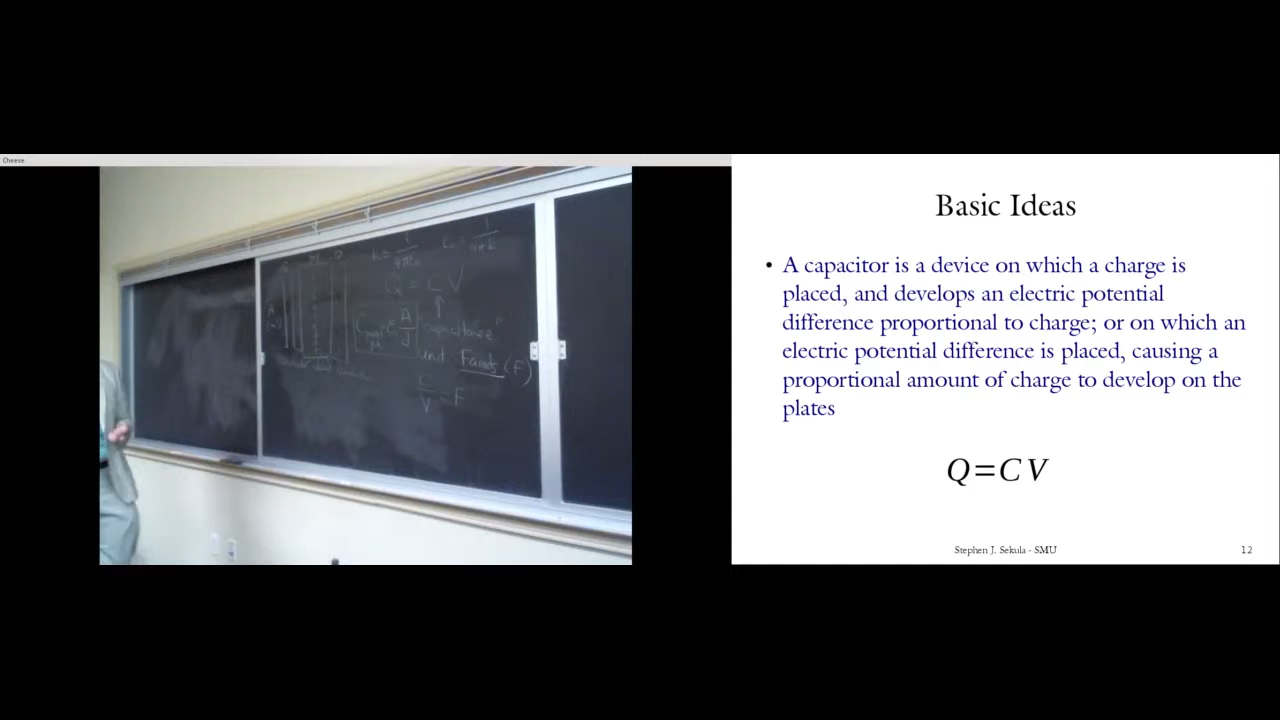 Cheese
Q = C V
capacitance
unit: Farads (F)
C
V
= F
Basic Ideas
• A capacitor is a device on which a charge is
placed, and develops an electric potential
difference proportional to charge; or on which an
electric potential difference is placed, causing a
proportional amount of charge to develop on the
plates
Q=CV
Stephen J. Sekula - SMU
12